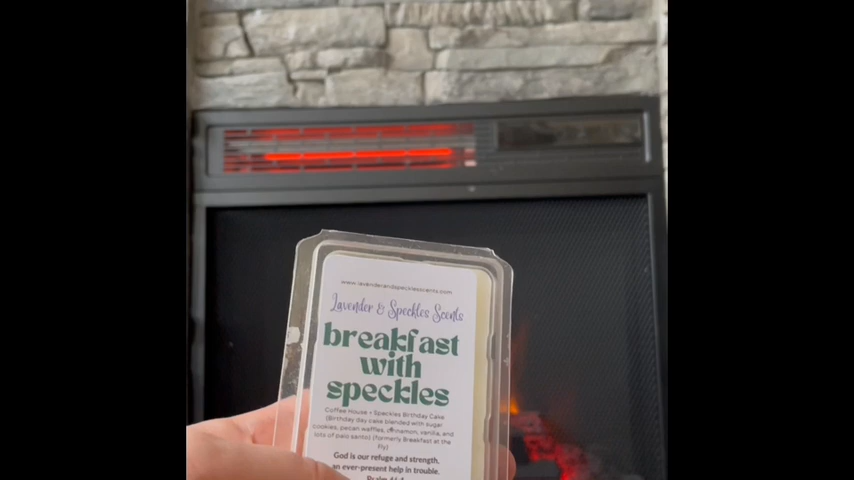 www.lavenderandspecklesscents.com
Lavender & Speckles Scents
breakfast
with
speckles
Coffee House + Speckles Birthday Cake
(Birthday day cake blended with sugar
cookies, pecan waffles, cinnamon, vanilla, and
lots of palo santo) (formerly Breakfast at the
Fly)
God is our refuge and strength,
an ever-present help in trouble.
Psalm